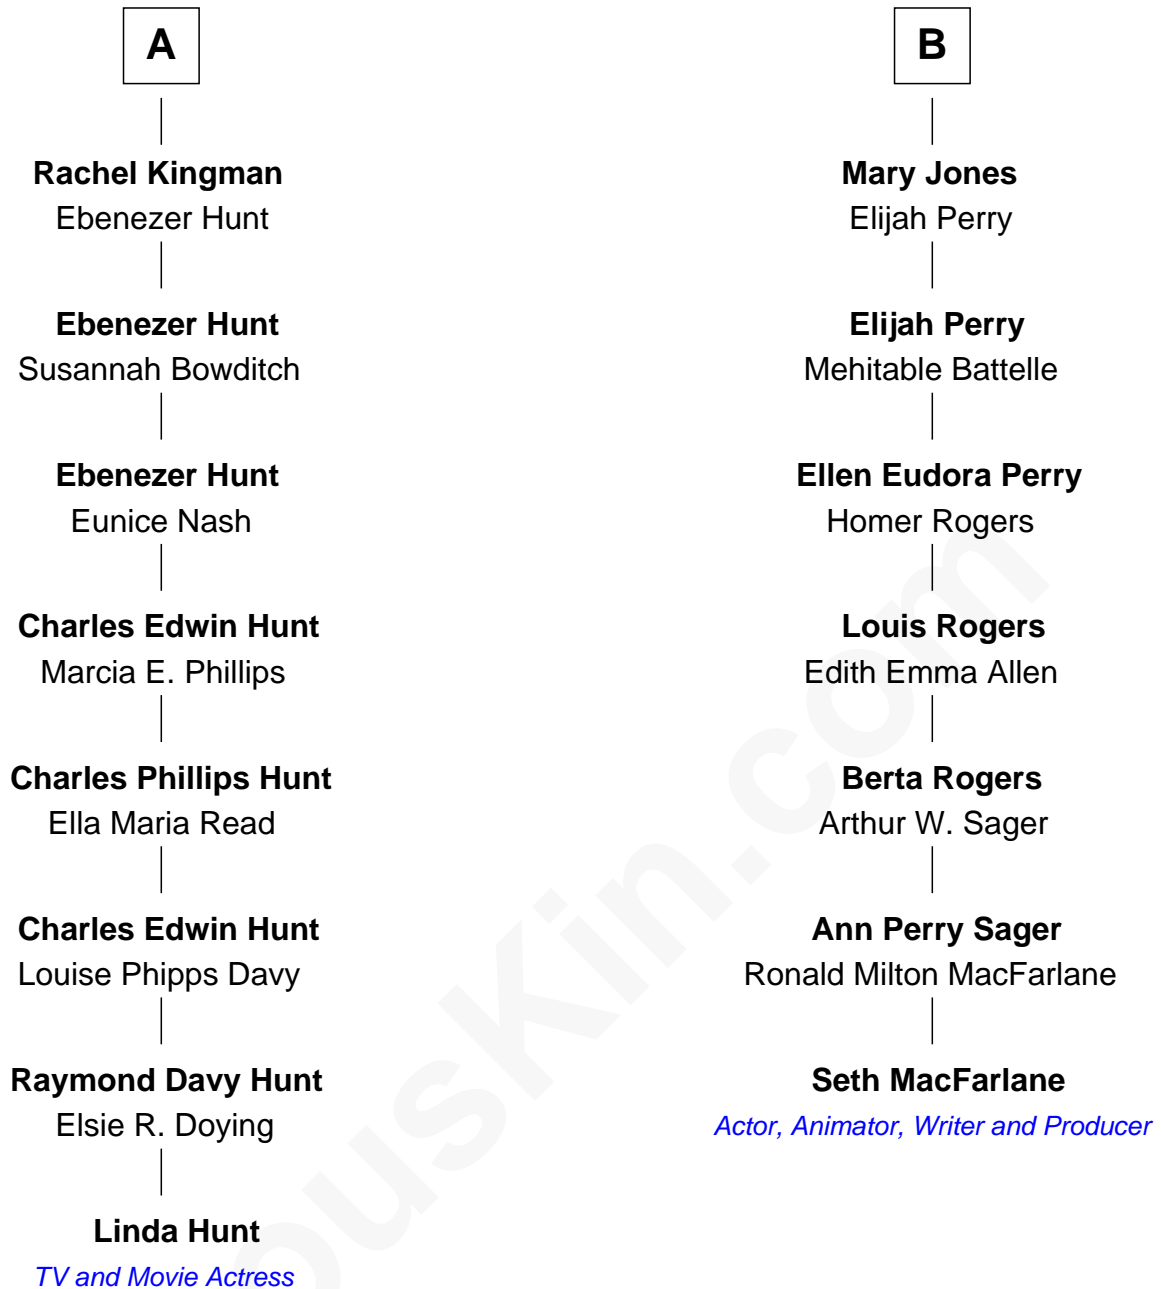 A
Rachel Kingman
Ebenezer Hunt
Ebenezer Hunt
Susannah Bowditch
Ebenezer Hunt
Eunice Nash
Charles Edwin Hunt
Marcia E. Phillips
Charles Phillips Hunt
Ella Maria Read
Charles Edwin Hunt
Louise Phipps Davy
Raymond Davy Hunt
Elsie R. Doying
Linda Hunt
TV and Movie Actress
B
Mary Jones
Elijah Perry
Elijah Perry
Mehitable Battelle
Ellen Eudora Perry
Homer Rogers
Louis Rogers
Edith Emma Allen
Berta Rogers
Arthur W. Sager
Ann Perry Sager
Ronald Milton MacFarlane
Seth MacFarlane
Actor, Animator, Writer and Producer
ousKin.com